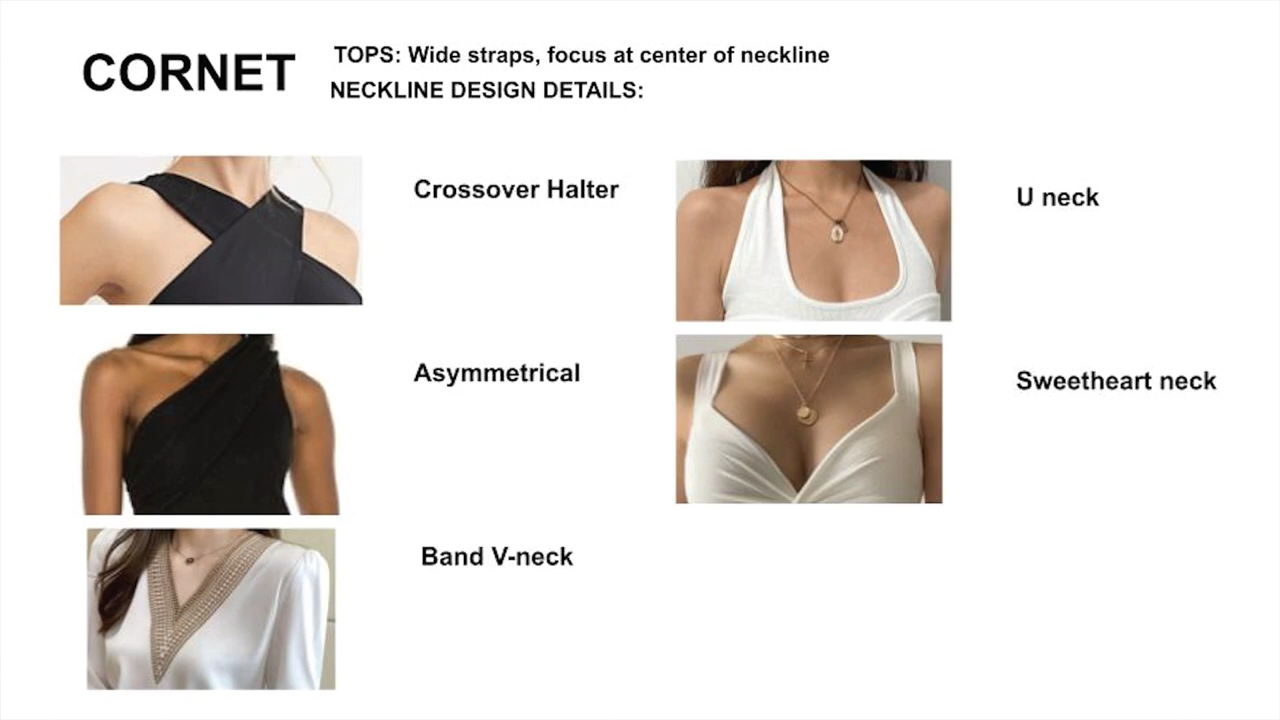 CORNET
TOPS: Wide straps, focus at center of neckline
NECKLINE DESIGN DETAILS:
Crossover Halter
U neck
Asymmetrical
Sweetheart neck
Band V-neck